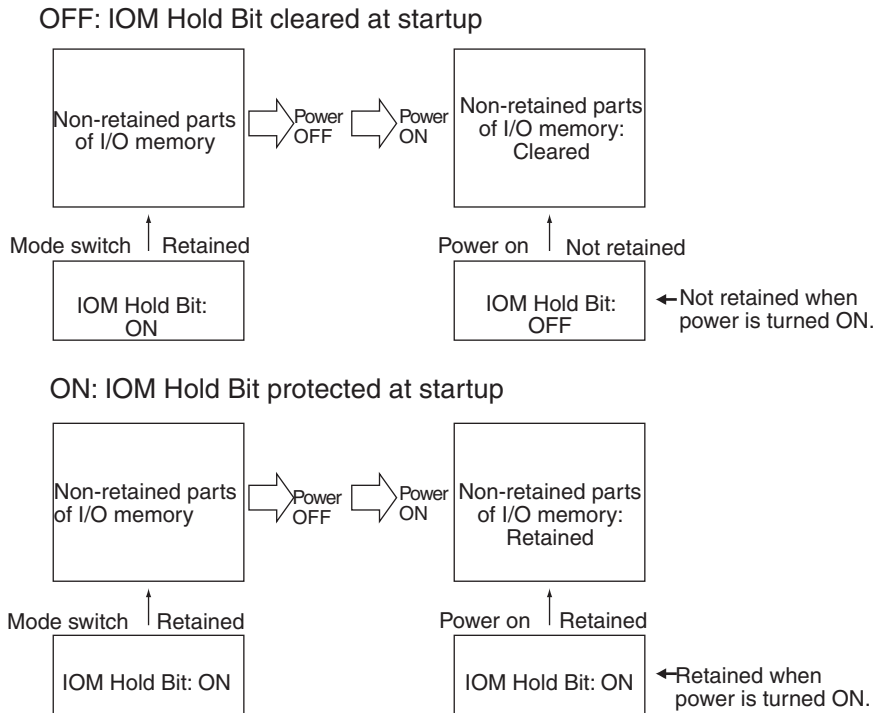 OFF: IOM Hold Bit cleared at startup
Non-retained parts
of I/O memory
Power
OFF
Power
ON
Non-retained parts
of I/O memory:
Cleared
Mode switch
Retained
Power on
Not retained
IOM Hold Bit:
ON
IOM Hold Bit:
OFF
Not retained when
power is turned ON.
ON: IOM Hold Bit protected at startup
Non-retained parts
of I/O memory
Power
OFF
Power
ON
Non-retained parts
of I/O memory:
Retained
Mode switch
Retained
Power on
Retained
IOM Hold Bit: ON
IOM Hold Bit: ON
Retained when
power is turned ON.